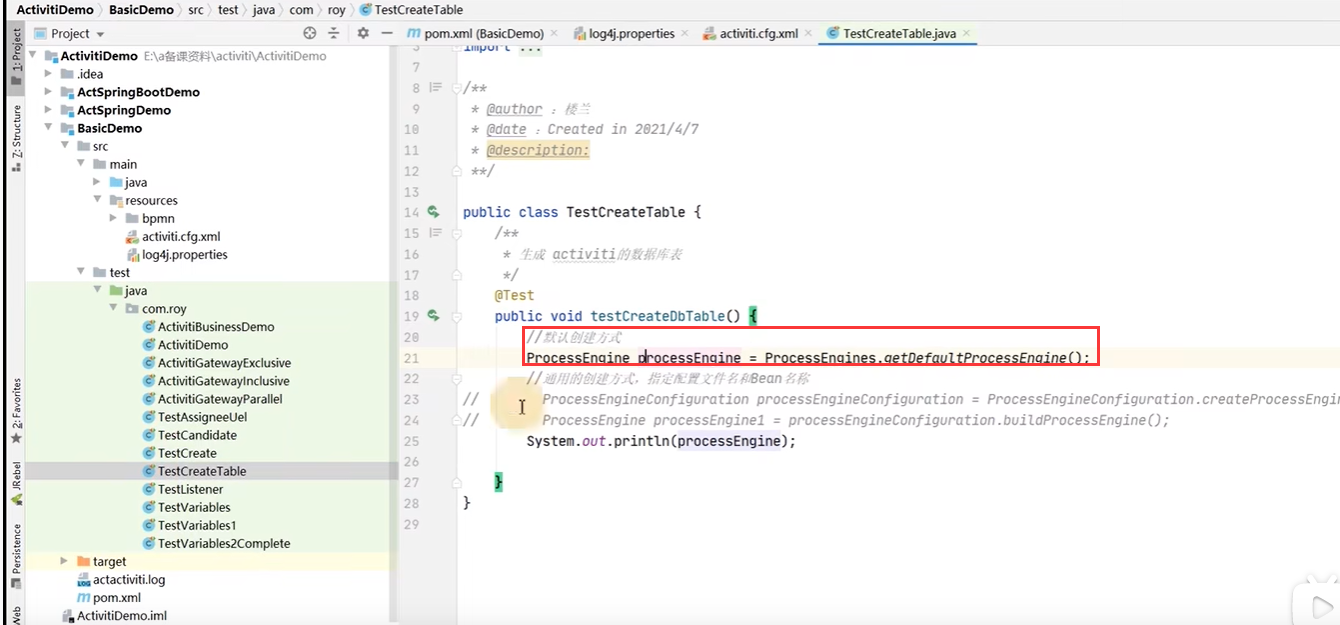 ActivitiDemo BasicDemo src test java com roy TestCreateTable
Project
pom.xml (BasicDemo) log4j.properties activiti.cfg.xml TestCreateTable.java
1: Project
Z: Structure
2: Favorites
JRebel
Persistence
Web
ActivitiDemo E:\a备课资料\activiti\ActivitiDemo
.idea
ActSpringBootDemo
ActSpringDemo
BasicDemo
src
main
java
resources
bpmn
activiti.cfg.xml
log4j.properties
test
java
com.roy
ActivitiBusinessDemo
ActivitiDemo
ActivitiGatewayExclusive
ActivitiGatewayInclusive
ActivitiGatewayParallel
TestAssigneeUel
TestCandidate
TestCreate
TestCreateTable
TestListener
TestVariables
TestVariables1
TestVariables2Complete
target
actactiviti.log
pom.xml
ActivitiDemo.iml
3 import ...
7
8 /**
9 * @author : 楼兰
10 * @date : Created in 2021/4/7
11 * @description:
12 **/
13
14 public class TestCreateTable {
15 /**
16 * 生成 activiti的数据库表
17 */
18 @Test
19 public void testCreateDbTable() {
20 //默认创建方式
21 ProcessEngine processEngine = ProcessEngines.getDefaultProcessEngine();
22 //通用的创建方式，指定配置文件名和Bean名称
23 // ProcessEngineConfiguration processEngineConfiguration = ProcessEngineConfiguration.createProcessEngin
24 // ProcessEngine processEngine1 = processEngineConfiguration.buildProcessEngine();
25 System.out.println(processEngine);
26
27 }
28 }
29